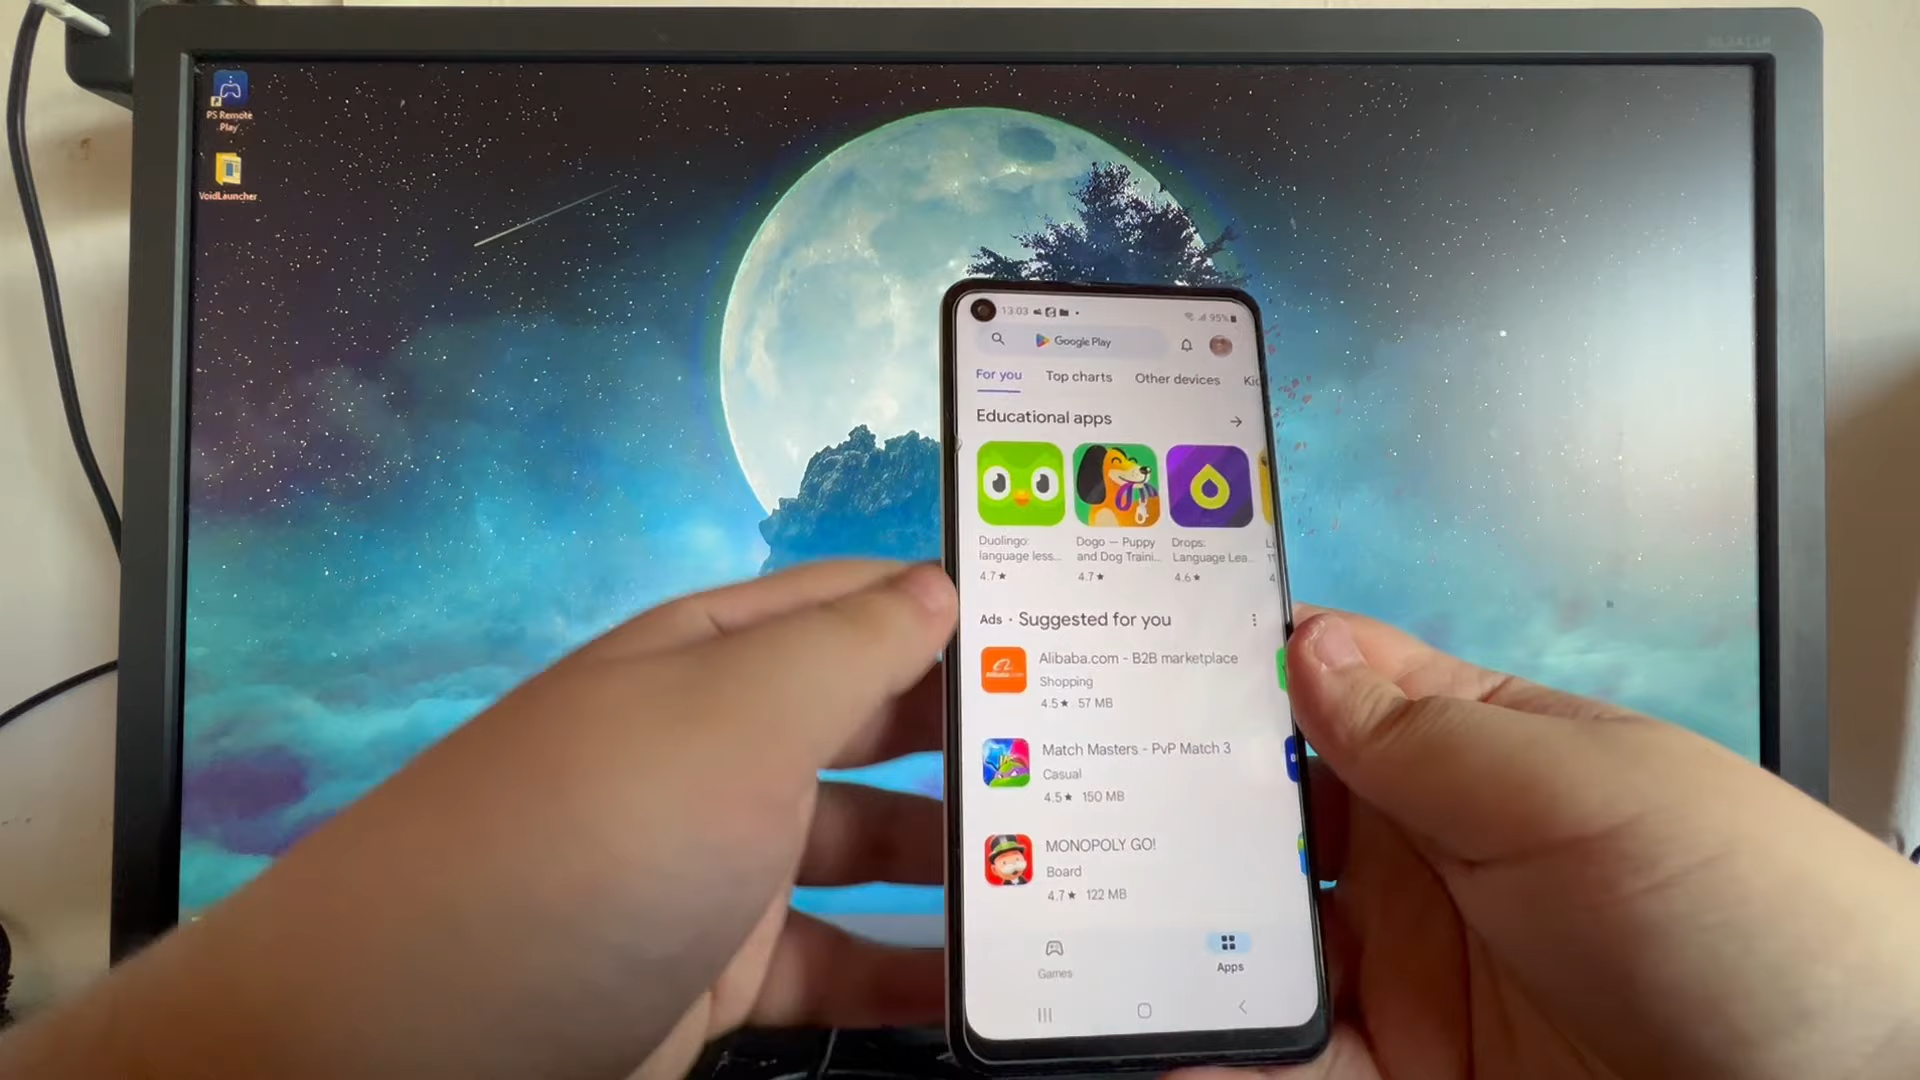 PS Remote
Play
VoidLauncher
13:03
95%
Google Play
For you
Top charts
Other devices
Educational apps
Duolingo:
language less...
4.7★
Dogo — Puppy
and Dog Traini...
4.7★
Drops:
Language Lea...
4.6★
Ads · Suggested for you
Alibaba.com - B2B marketplace
Shopping
4.5★ 57 MB
Match Masters - PvP Match 3
Casual
4.5★ 150 MB
MONOPOLY GO!
Board
4.7★ 122 MB
Games
Apps